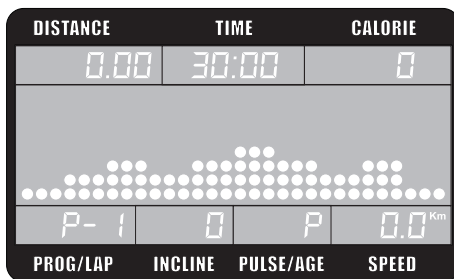 DISTANCE TIME CALORIE
0.00 30:00 0
P-1 0 P 0.0 Km
PROG/LAP INCLINE PULSE/AGE SPEED